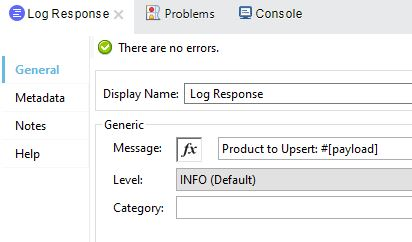 Log Response
Problems
Console
There are no errors.
General
Metadata
Notes
Help
Display Name: Log Response
Generic
Message: fx Product to Upsert: #[payload]
Level: INFO (Default)
Category: